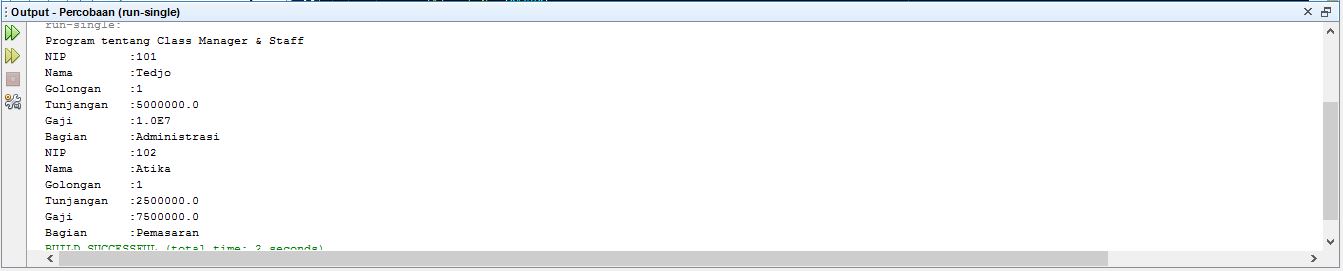 Output - Percobaan (run-single)
run-single:
Program tentang Class Manager & Staff
NIP :101
Nama :Tedjo
Golongan :1
Tunjangan :5000000.0
Gaji :1.0E7
Bagian :Administrasi
NIP :102
Nama :Atika
Golongan :1
Tunjangan :2500000.0
Gaji :7500000.0
Bagian :Pemasaran
BUILD SUCCESSFUL (total time: 2 seconds)